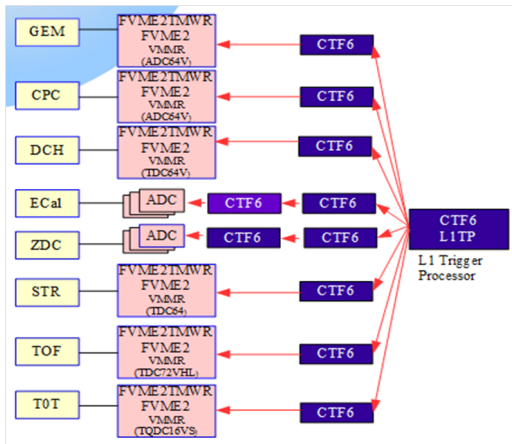 GEM
FVME2TMWR
FVME2
VMMR
(ADC64V)
CTF6
CPC
FVME2TMWR
FVME2
VMMR
(ADC64V)
CTF6
DCH
FVME2TMWR
FVME2
VMMR
(TDC64V)
CTF6
ECal
ADC
CTF6
CTF6
CTF6
L1TP
L1 Trigger
Processor
ZDC
ADC
CTF6
CTF6
STR
FVME2TMWR
FVME2
VMMR
(TDC64)
CTF6
TOF
FVME2TMWR
FVME2
VMMR
(TDC72VHL)
CTF6
T0T
FVME2TMWR
FVME2
VMMR
(TQDC16VS)
CTF6